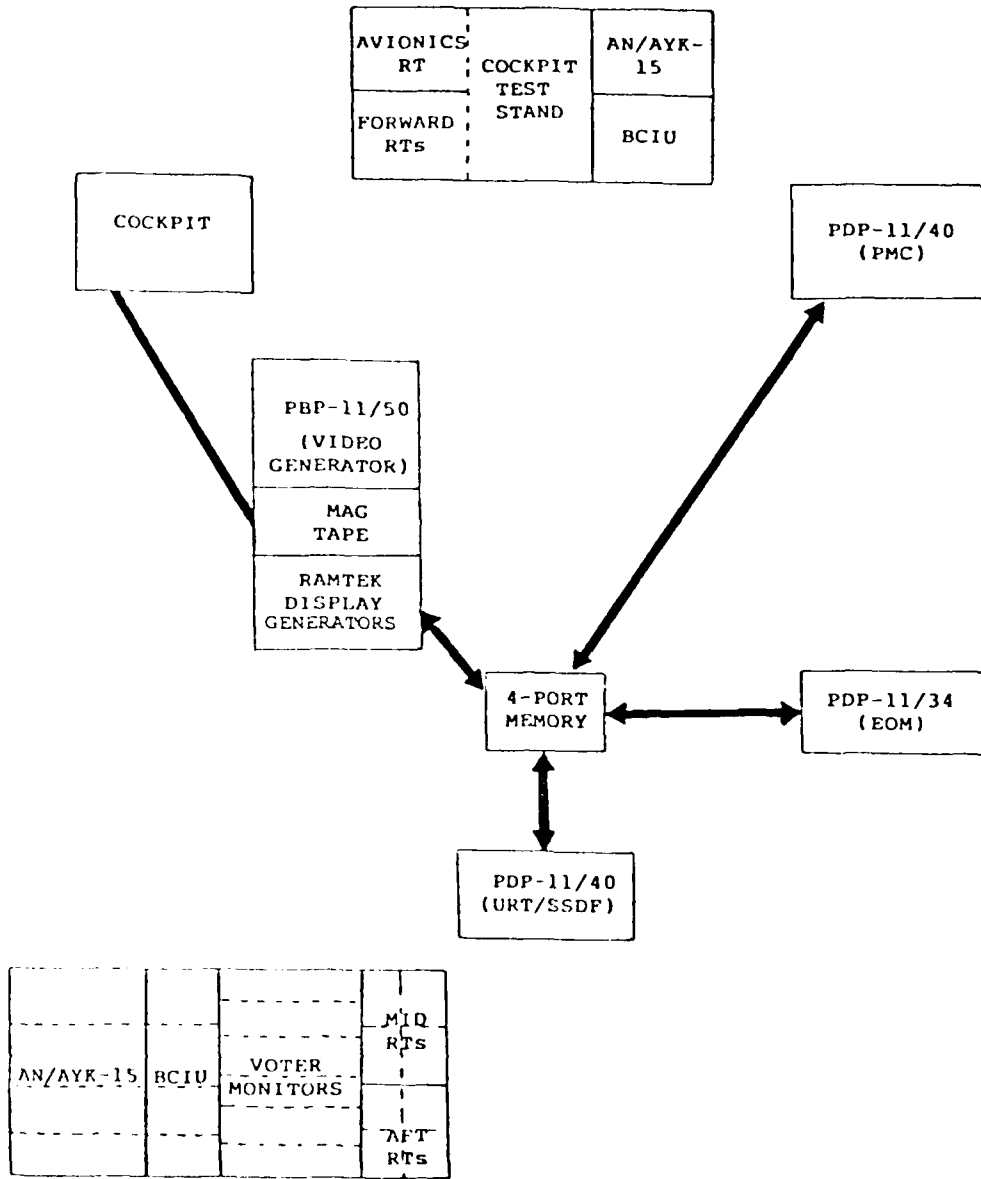 AVIONICS
RT
FORWARD
RTs
COCKPIT
TEST
STAND
AN/AYK-
15
BCIU
COCKPIT
PDP-11/40
(PMC)
PBP-11/50
(VIDEO
GENERATOR)
MAG
TAPE
RAMTEK
DISPLAY
GENERATORS
4-PORT
MEMORY
PDP-11/34
(EOM)
PDP-11/40
(URT/SSDF)
AN/AYK-15
BCIU
VOTER
MONITORS
MID
RTs
AFT
RTs